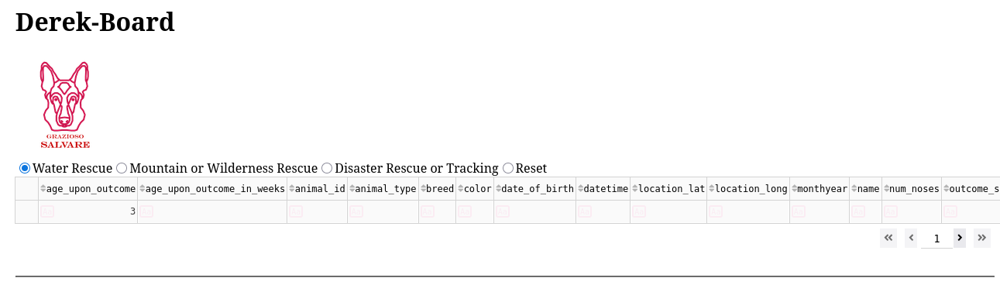 Derek-Board
GRAZIOSO
SALVARE
Water Rescue Mountain or Wilderness Rescue Disaster Rescue or Tracking Reset
age_upon_outcome age_upon_outcome_in_weeks animal_id animal_type breed color date_of_birth datetime location_lat location_long monthyear name num_noses outcome_s
Aa 3 Aa Aa Aa Aa Aa Aa Aa Aa Aa Aa Aa Aa Aa
1